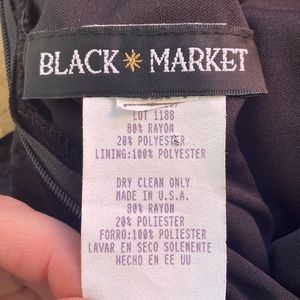 BLACK MARKET
LOT 1188
80% RAYON
20% POLYESTER
LINING:100% POLYESTER
DRY CLEAN ONLY
MADE IN U.S.A.
80% RAYON
20% POLIESTER
FORRO:100% POLIESTER
LAVAR EN SECO SOLEMENTE
HECHO EN EE UU